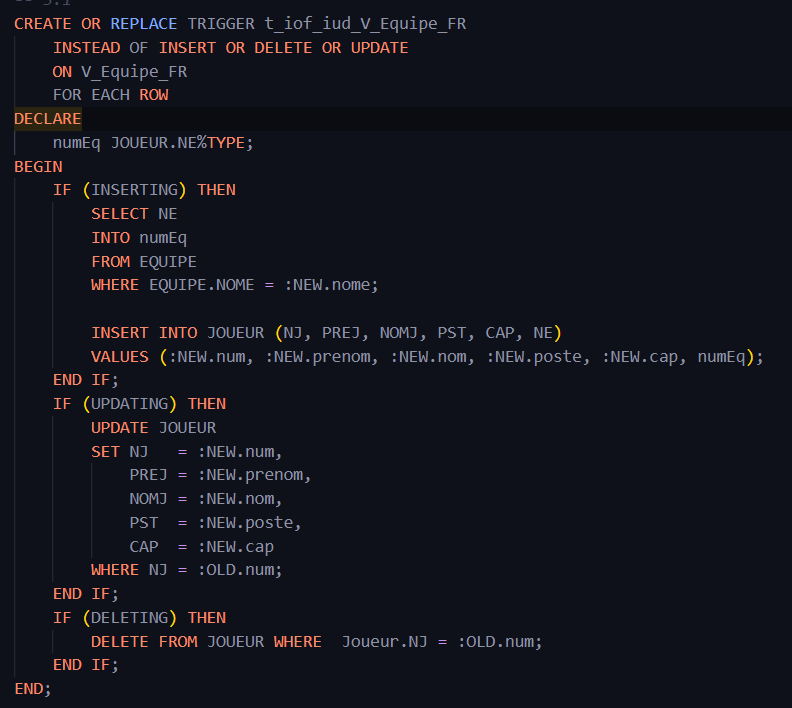 -- 5.1
CREATE OR REPLACE TRIGGER t_iof_iud_V_Equipe_FR
    INSTEAD OF INSERT OR DELETE OR UPDATE
    ON V_Equipe_FR
    FOR EACH ROW
DECLARE
    numEq JOUEUR.NE%TYPE;
BEGIN
    IF (INSERTING) THEN
        SELECT NE
        INTO numEq
        FROM EQUIPE
        WHERE EQUIPE.NOME = :NEW.nome;

        INSERT INTO JOUEUR (NJ, PREJ, NOMJ, PST, CAP, NE)
        VALUES (:NEW.num, :NEW.prenom, :NEW.nom, :NEW.poste, :NEW.cap, numEq);
    END IF;
    IF (UPDATING) THEN
        UPDATE JOUEUR
        SET NJ   = :NEW.num,
            PREJ = :NEW.prenom,
            NOMJ = :NEW.nom,
            PST  = :NEW.poste,
            CAP  = :NEW.cap
        WHERE NJ = :OLD.num;
    END IF;
    IF (DELETING) THEN
        DELETE FROM JOUEUR WHERE  Joueur.NJ = :OLD.num;
    END IF;
END;